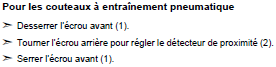 Pour les couteaux à entraînement pneumatique
➣ Desserrer l'écrou avant (1).
➣ Tourner l'écrou arrière pour régler le détecteur de proximité (2).
➣ Serrer l'écrou avant (1).